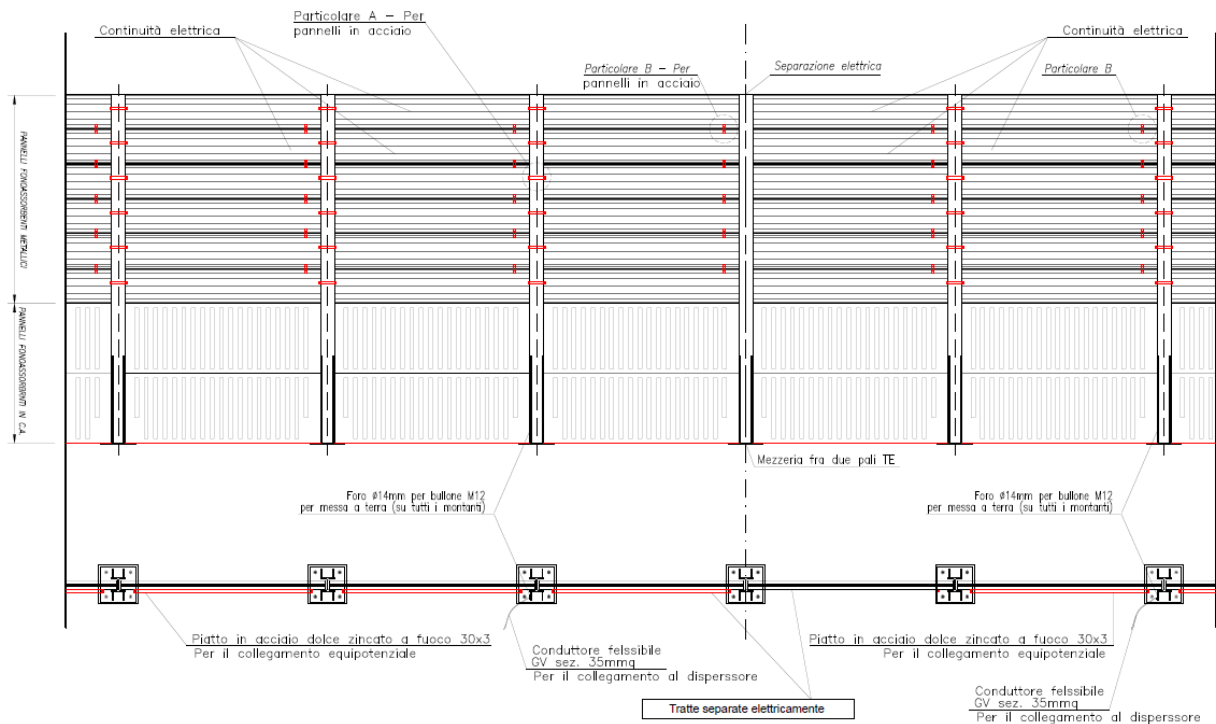 Continuità elettrica
Particolare A – Per
pannelli in acciaio
Particolare B – Per
pannelli in acciaio
Separazione elettrica
Continuità elettrica
Particolare B
PANNELLI FONOASSORBENTI METALLICI
PANNELLI FONOASSORBENTI IN C.A.
Mezzeria fra due pali TE
Foro Ø14mm per bullone M12
per messa a terra (su tutti i montanti)
Foro Ø14mm per bullone M12
per messa a terra (su tutti i montanti)
Piatto in acciaio dolce zincato a fuoco 30x3
Per il collegamento equipotenziale
Conduttore felssibile
GV sez. 35mmq
Per il collegamento al disperssore
Piatto in acciaio dolce zincato a fuoco 30x3
Per il collegamento equipotenziale
Conduttore felssibile
GV sez. 35mmq
Per il collegamento al disperssore
Tratte separate elettricamente